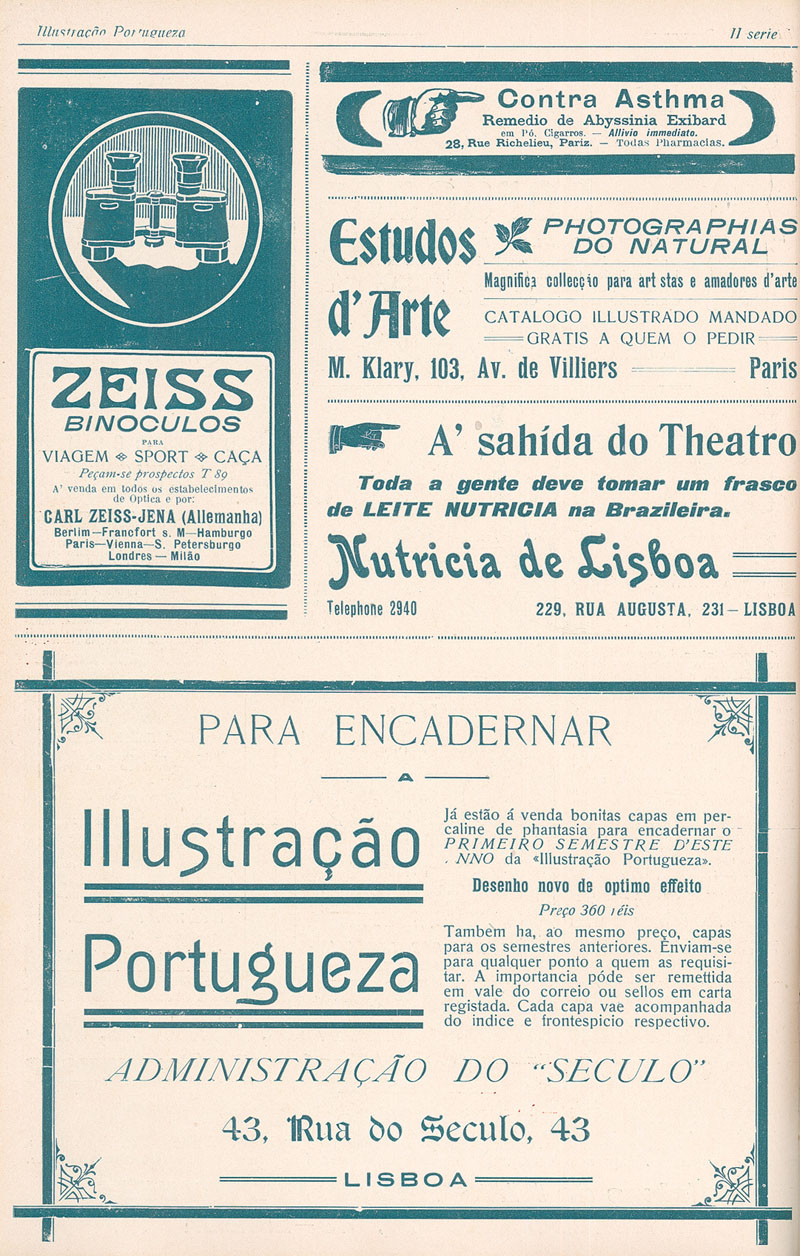 Illustração Portugueza
II serie
ZEISS
BINOCULOS
PARA
VIAGEM ❖ SPORT ❖ CAÇA
Peçam-se prospectos T 89
A' venda em todos os estabelecimentos
de Optica e por:
CARL ZEISS-JENA (Allemanha)
Berlim—Francfort s. M—Hamburgo
Paris—Vienna—S. Petersburgo
Londres — Milão
Contra Asthma
Remedio de Abyssinia Exibard
em Pó, Cigarros. — Allivio immediato.
28, Rue Richelieu, Pariz. — Todas Pharmacias.
Estudos
d'Arte
PHOTOGRAPHIAS
DO NATURAL
Magnifica collecção para artistas e amadores d'arte
CATALOGO ILLUSTRADO MANDADO
GRATIS A QUEM O PEDIR
M. Klary, 103, Av. de Villiers Paris
A' sahída do Theatro
Toda a gente deve tomar um frasco
de LEITE NUTRICIA na Brazileira.
Nutricia de Lisboa
Telephone 2940 229, RUA AUGUSTA, 231—LISBOA
PARA ENCADERNAR
A
Illustração
Portugueza
Já estão á venda bonitas capas em per-
caline de phantasia para encadernar o
PRIMEIRO SEMESTRE D'ESTE
NNO da «Illustração Portugueza».
Desenho novo de optimo effeito
Preço 360 réis
Tambem ha, ao mesmo preço, capas
para os semestres anteriores. Enviam-se
para qualquer ponto a quem as requisi-
tar. A importancia póde ser remettida
em vale do correio ou sellos em carta
registada. Cada capa vae acompanhada
do indice e frontespicio respectivo.
ADMINISTRAÇÃO DO "SECULO"
43, Rua do Seculo, 43
LISBOA